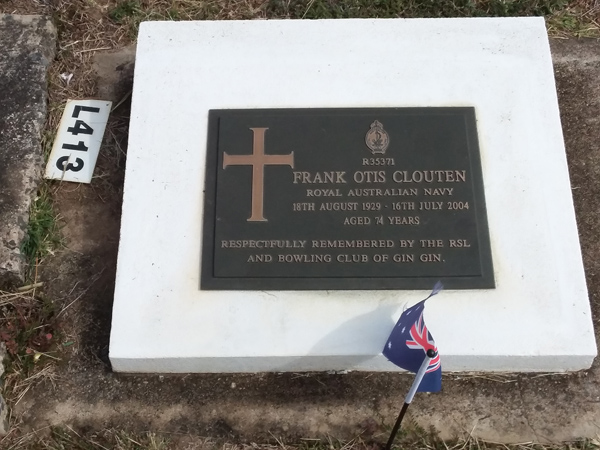 L413
R35371
FRANK OTIS CLOUTEN
ROYAL AUSTRALIAN NAVY
18TH AUGUST 1929 - 16TH JULY 2004
AGED 74 YEARS
RESPECTFULLY REMEMBERED BY THE RSL
AND BOWLING CLUB OF GIN GIN.